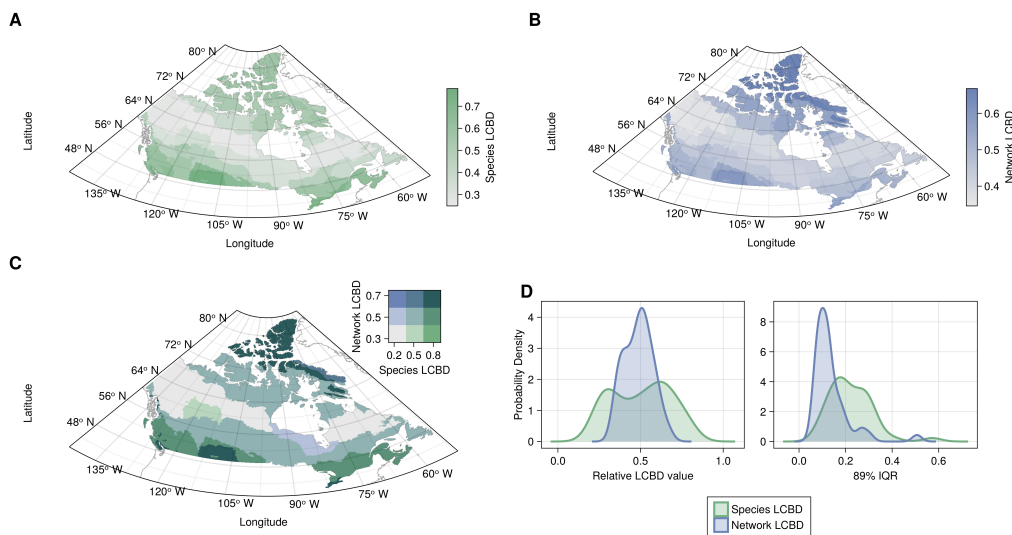 A
80° N
72° N
64° N
56° N
48° N
Latitude
135° W
120° W
105° W
90° W
75° W
60° W
Longitude
0.7
0.6
0.5
0.4
0.3
Species LCBD
B
80° N
72° N
64° N
56° N
48° N
Latitude
135° W
120° W
105° W
90° W
75° W
60° W
Longitude
0.6
0.5
0.4
Network LCBD
C
80° N
72° N
64° N
56° N
48° N
Latitude
135° W
120° W
105° W
90° W
75° W
60° W
Longitude
Network LCBD
0.7
0.5
0.3
0.2 0.5 0.8
Species LCBD
D
Probability Density
4
3
2
1
0
0.0 0.5 1.0
Relative LCBD value
8
6
4
2
0
0.0 0.2 0.4 0.6
89% IQR
Species LCBD
Network LCBD